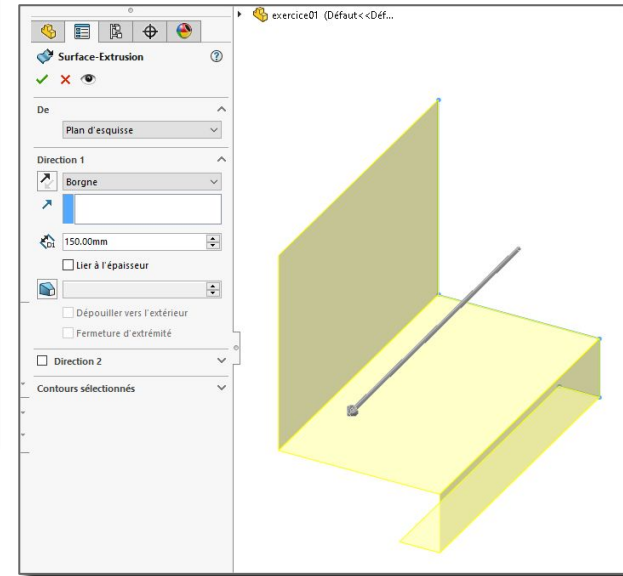 exercice01 (Défaut<<Déf...
Surface-Extrusion
De
Plan d'esquisse
Direction 1
Borgne
D1
150.00mm
Lier à l'épaisseur
Dépouiller vers l'extérieur
Fermeture d'extrémité
Direction 2
Contours sélectionnés